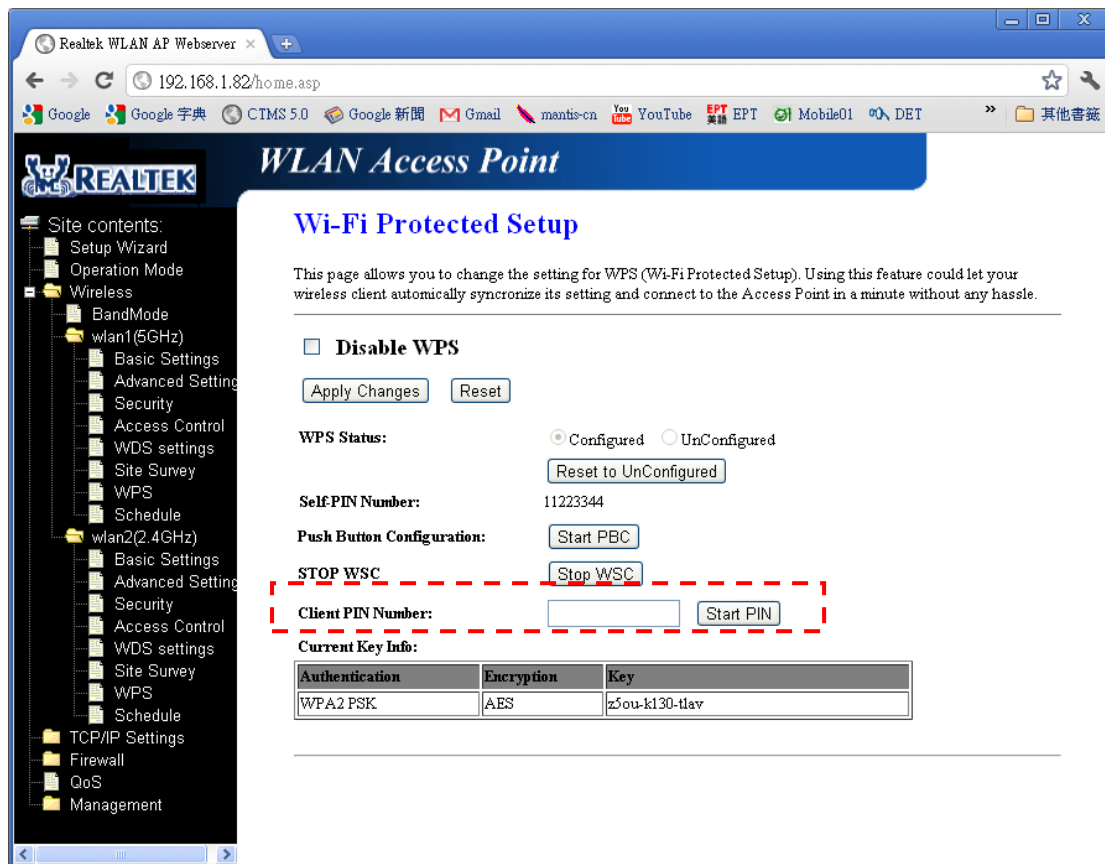 Realtek WLAN AP Webserver
192.168.1.82/home.asp
Google Google 字典 CTMS 5.0 Google 新聞 Gmail mantis-cn You Tube YouTube EPT 英語 EPT Mobile01 DET » 其他書籤
REALTEK
WLAN Access Point
Site contents:
Setup Wizard
Operation Mode
Wireless
BandMode
wlan1(5GHz)
Basic Settings
Advanced Setting
Security
Access Control
WDS settings
Site Survey
WPS
Schedule
wlan2(2.4GHz)
Basic Settings
Advanced Setting
Security
Access Control
WDS settings
Site Survey
WPS
Schedule
TCP/IP Settings
Firewall
QoS
Management
Wi-Fi Protected Setup
This page allows you to change the setting for WPS (Wi-Fi Protected Setup). Using this feature could let your
wireless client automically syncronize its setting and connect to the Access Point in a minute without any hassle.
Disable WPS
Apply Changes Reset
WPS Status: Configured UnConfigured
Reset to UnConfigured
Self-PIN Number: 11223344
Push Button Configuration: Start PBC
STOP WSC Stop WSC
Client PIN Number: Start PIN
Current Key Info:
Authentication Encryption Key
WPA2 PSK AES z5ou-k130-tlav